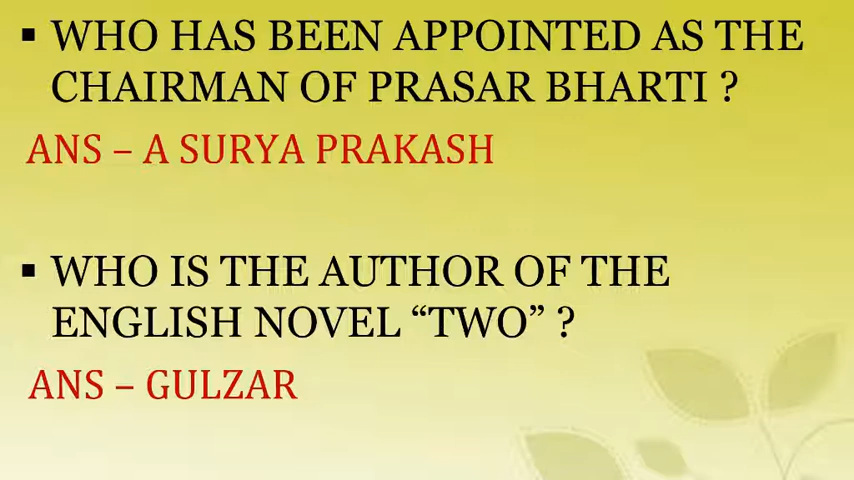 ▪ WHO HAS BEEN APPOINTED AS THE
CHAIRMAN OF PRASAR BHARTI ?
ANS – A SURYA PRAKASH
▪ WHO IS THE AUTHOR OF THE
ENGLISH NOVEL “TWO” ?
ANS – GULZAR